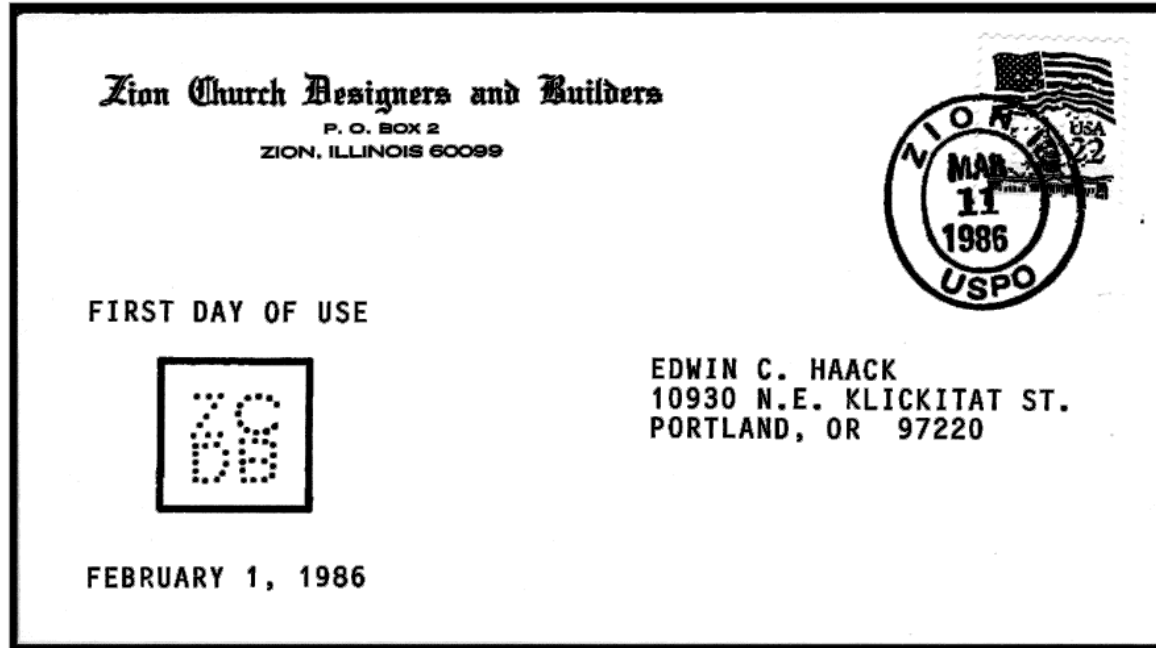 Zion Church Designers and Builders
P. O. BOX 2
ZION, ILLINOIS 60099
USA
22
ZION IL
MAR
11
1986
USPO
FIRST DAY OF USE
ZC
DB
FEBRUARY 1, 1986
EDWIN C. HAACK
10930 N.E. KLICKITAT ST.
PORTLAND, OR 97220